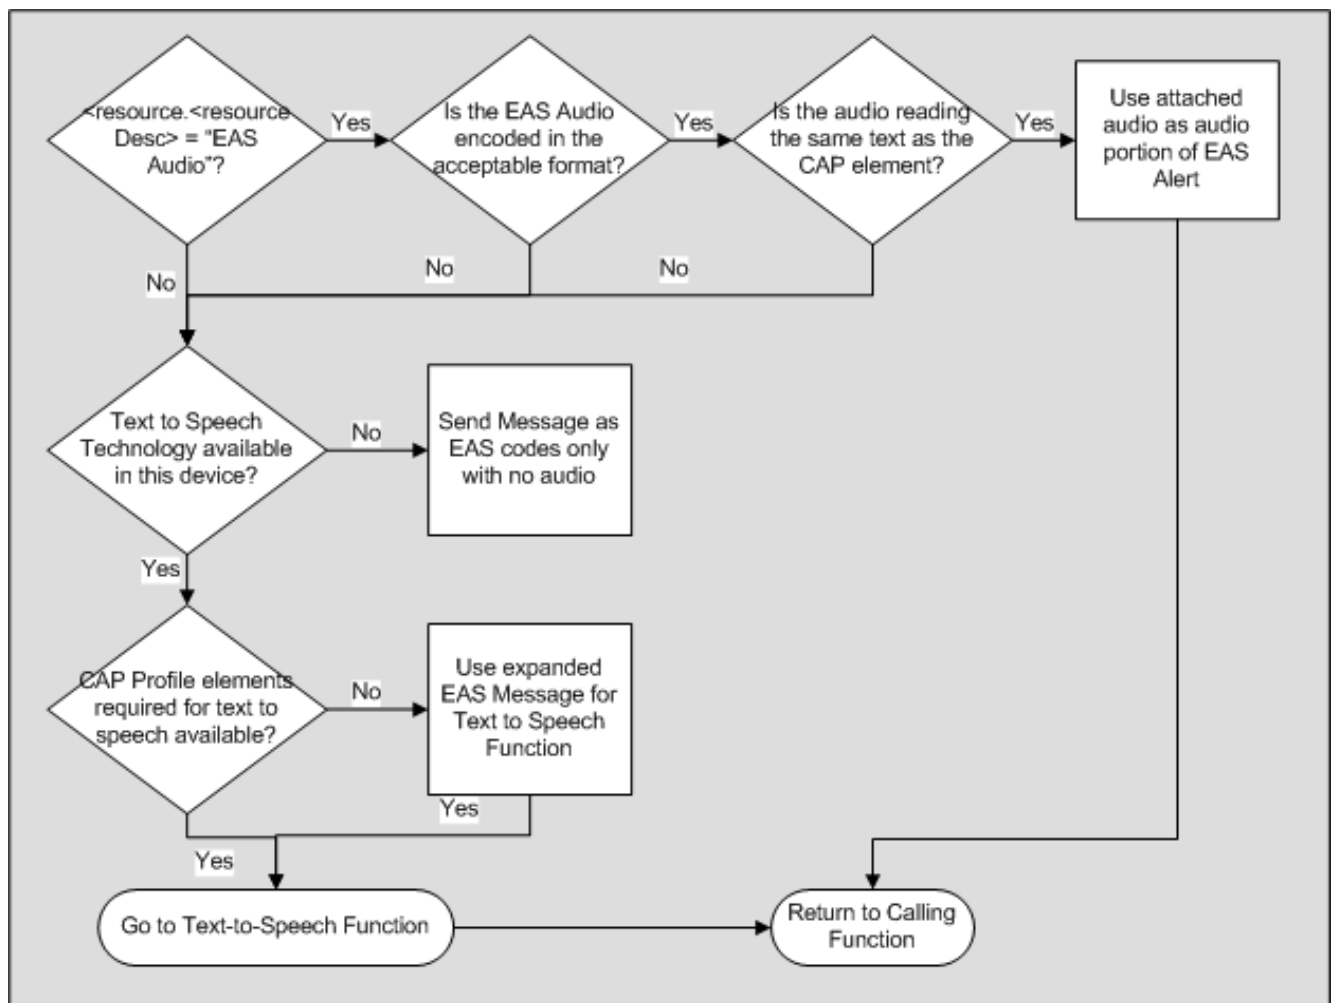 <resource.<resource
Desc> = "EAS
Audio"?
Yes
Is the EAS Audio
encoded in the
acceptable format?
Yes
Is the audio reading
the same text as the
CAP element?
Yes
Use attached
audio as audio
portion of EAS
Alert
No
No
No
Text to Speech
Technology available
in this device?
No
Send Message as
EAS codes only
with no audio
Yes
CAP Profile elements
required for text to
speech available?
No
Use expanded
EAS Message for
Text to Speech
Function
Yes
Yes
Go to Text-to-Speech Function
Return to Calling
Function